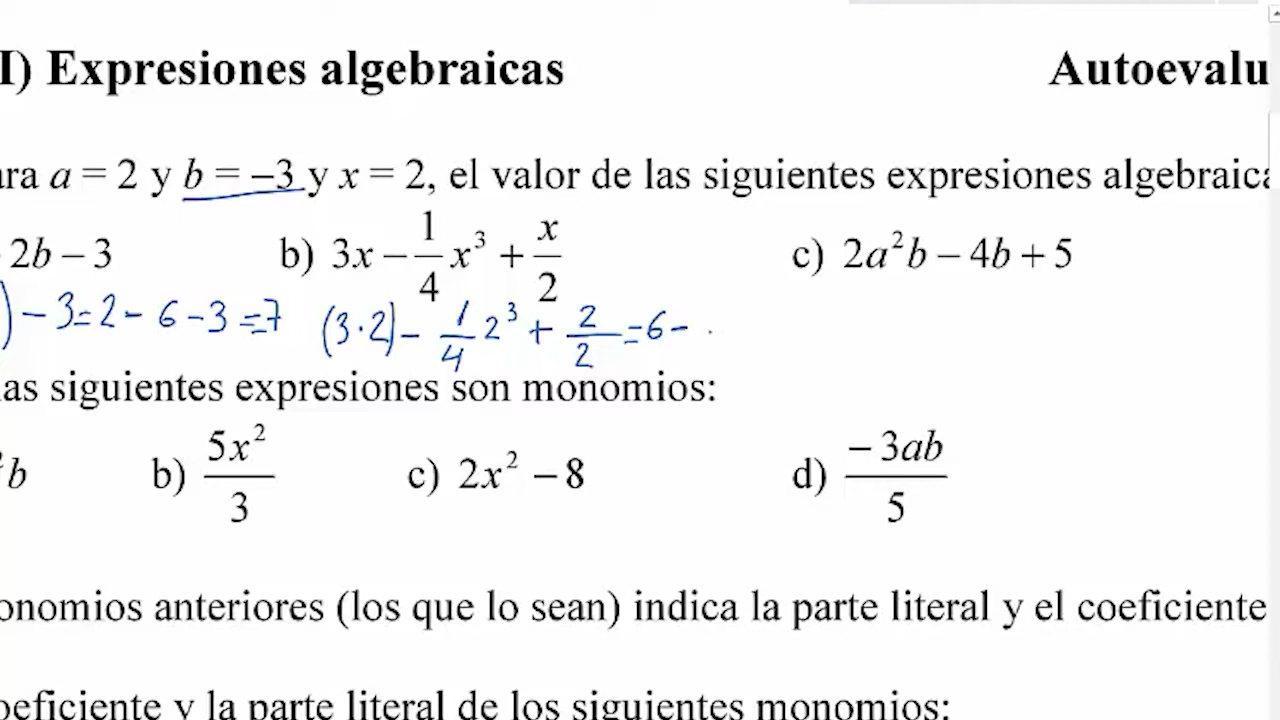 I) Expresiones algebraicas Autoevalu
ara a = 2 y b = −3 y x = 2, el valor de las siguientes expresiones algebraica
2b − 3 b) 3x − 1/4 x³ + x/2 c) 2a²b − 4b + 5
) − 3 = 2 − 6 − 3 = −7 (3·2) − 1/4 2³ + 2/2 = 6 −
las siguientes expresiones son monomios:
b b) 5x²/3 c) 2x² − 8 d) −3ab/5
onomios anteriores (los que lo sean) indica la parte literal y el coeficiente
oeficiente y la parte literal de los siguientes monomios: